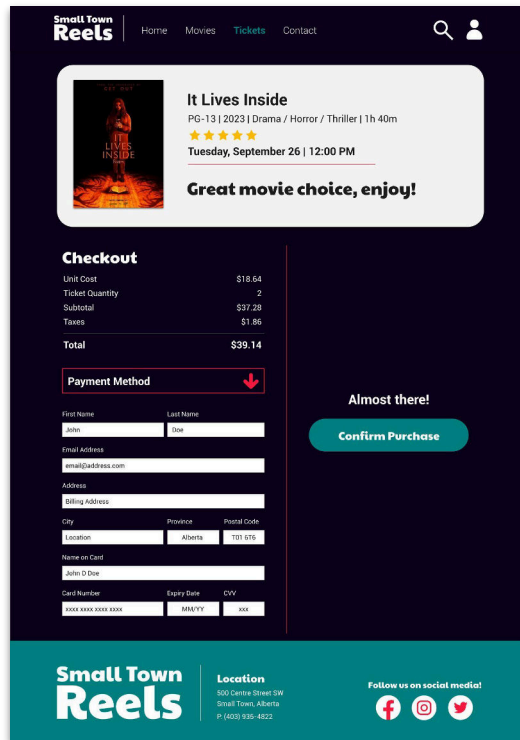 Small Town
Reels
Home Movies Tickets Contact
GET OUT
IT
LIVES
INSIDE
It Lives Inside
PG-13 | 2023 | Drama / Horror / Thriller | 1h 40m
Tuesday, September 26 | 12:00 PM
Great movie choice, enjoy!
Checkout
Unit Cost $18.64
Ticket Quantity 2
Subtotal $37.28
Taxes $1.86
Total $39.14
Payment Method
First Name Last Name
John Doe
Email Address
email@address.com
Address
Billing Address
City Province Postal Code
Location Alberta T01 6T6
Name on Card
John D Doe
Card Number Expiry Date CVV
xxxx xxxx xxxx xxxx MM/YY xxx
Almost there!
Confirm Purchase
Small Town
Reels
Location
500 Centre Street SW
Small Town, Alberta
P. (403) 936-4822
Follow us on social media!